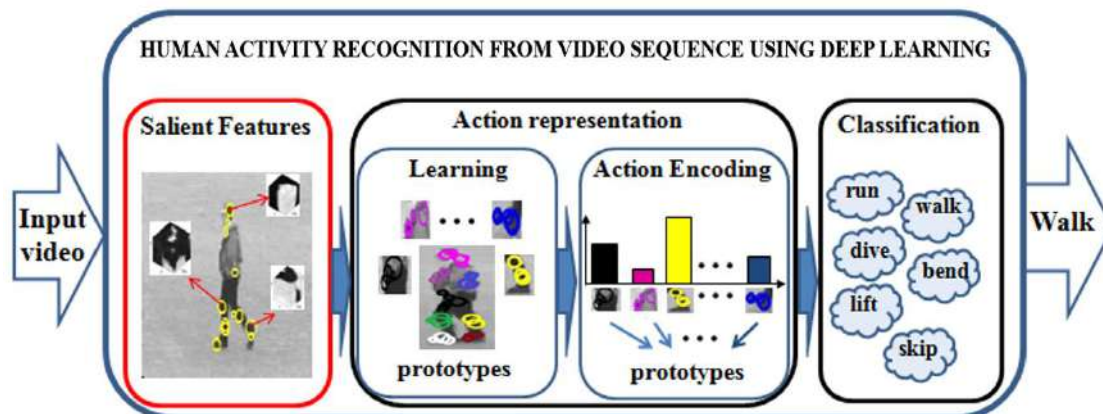 HUMAN ACTIVITY RECOGNITION FROM VIDEO SEQUENCE USING DEEP LEARNING
Input
video
Salient Features
Action representation
Learning
prototypes
Action Encoding
prototypes
Classification
run
walk
dive
bend
lift
skip
Walk